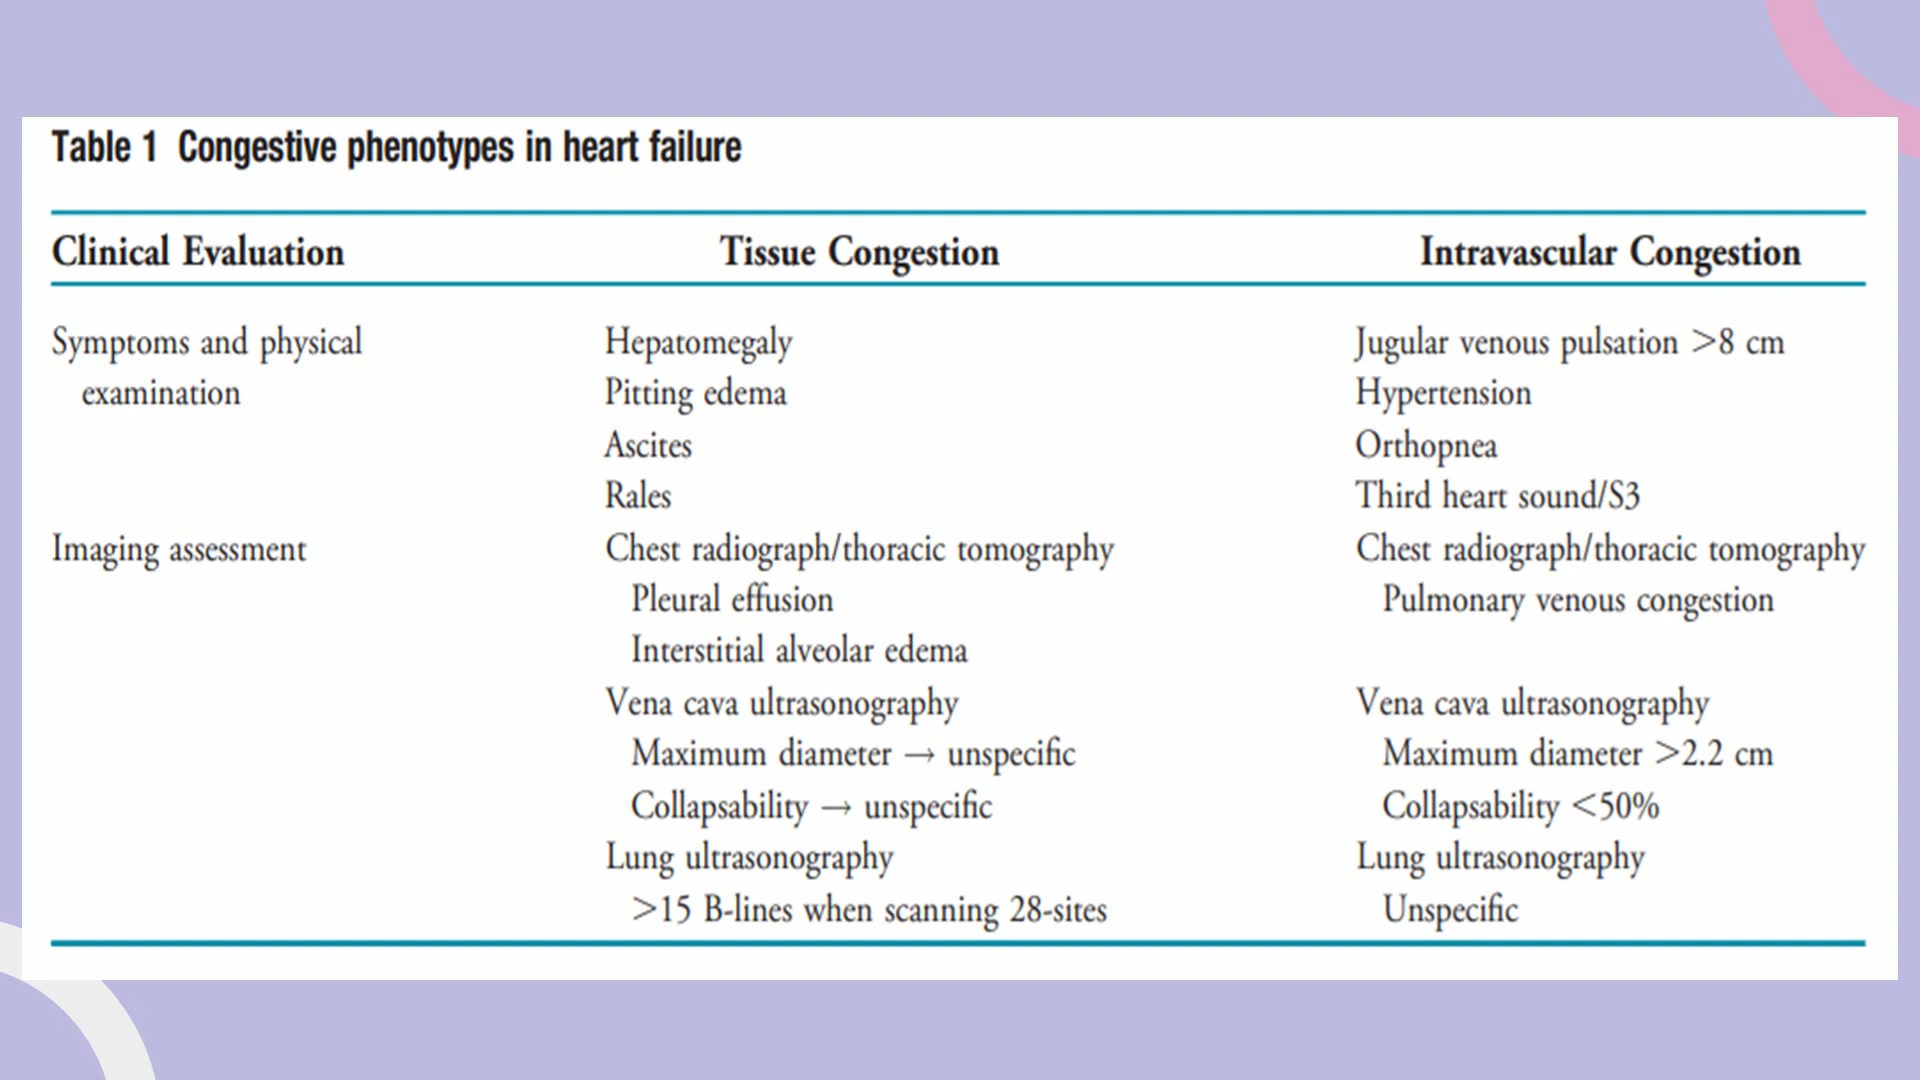 Table 1 Congestive phenotypes in heart failure
Clinical Evaluation Tissue Congestion Intravascular Congestion
Symptoms and physical Hepatomegaly Jugular venous pulsation >8 cm
examination Pitting edema Hypertension
Ascites Orthopnea
Rales Third heart sound/S3
Imaging assessment Chest radiograph/thoracic tomography Chest radiograph/thoracic tomography
Pleural effusion Pulmonary venous congestion
Interstitial alveolar edema
Vena cava ultrasonography Vena cava ultrasonography
Maximum diameter → unspecific Maximum diameter >2.2 cm
Collapsability → unspecific Collapsability <50%
Lung ultrasonography Lung ultrasonography
>15 B-lines when scanning 28-sites Unspecific